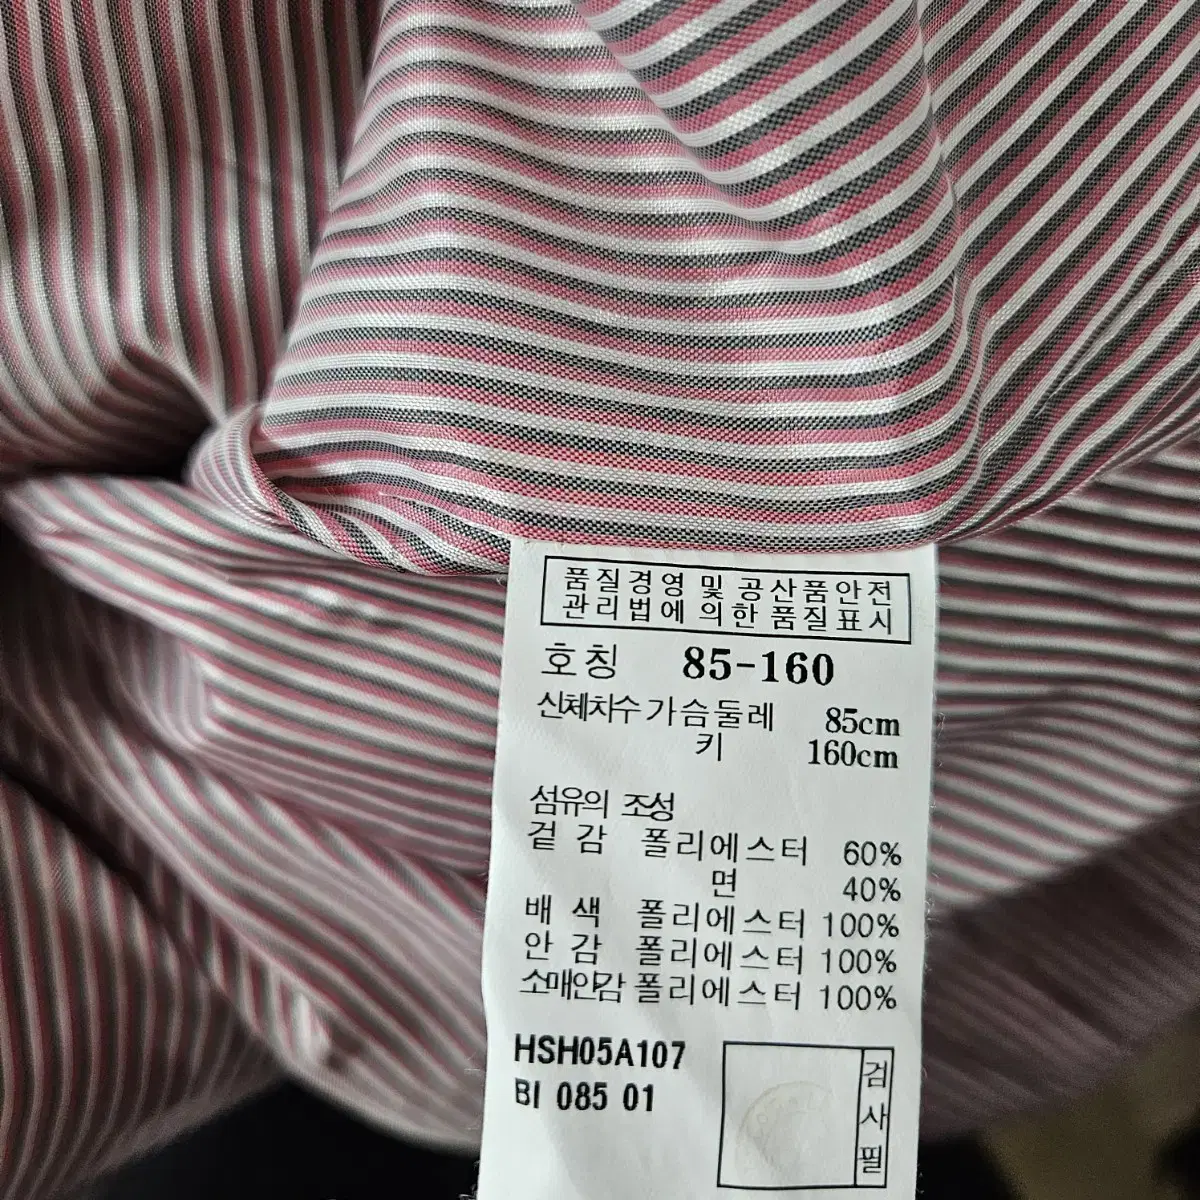 품질경영 및 공산품안전
관리법에 의한 품질표시
호칭 85-160
신체치수 가슴둘레 85cm
키 160cm
섬유의 조성
겉 감 폴리에스터 60%
면 40%
배 색 폴리에스터 100%
안 감 폴리에스터 100%
소매안감 폴리에스터 100%
HSH05A107
BI 085 01
검사필